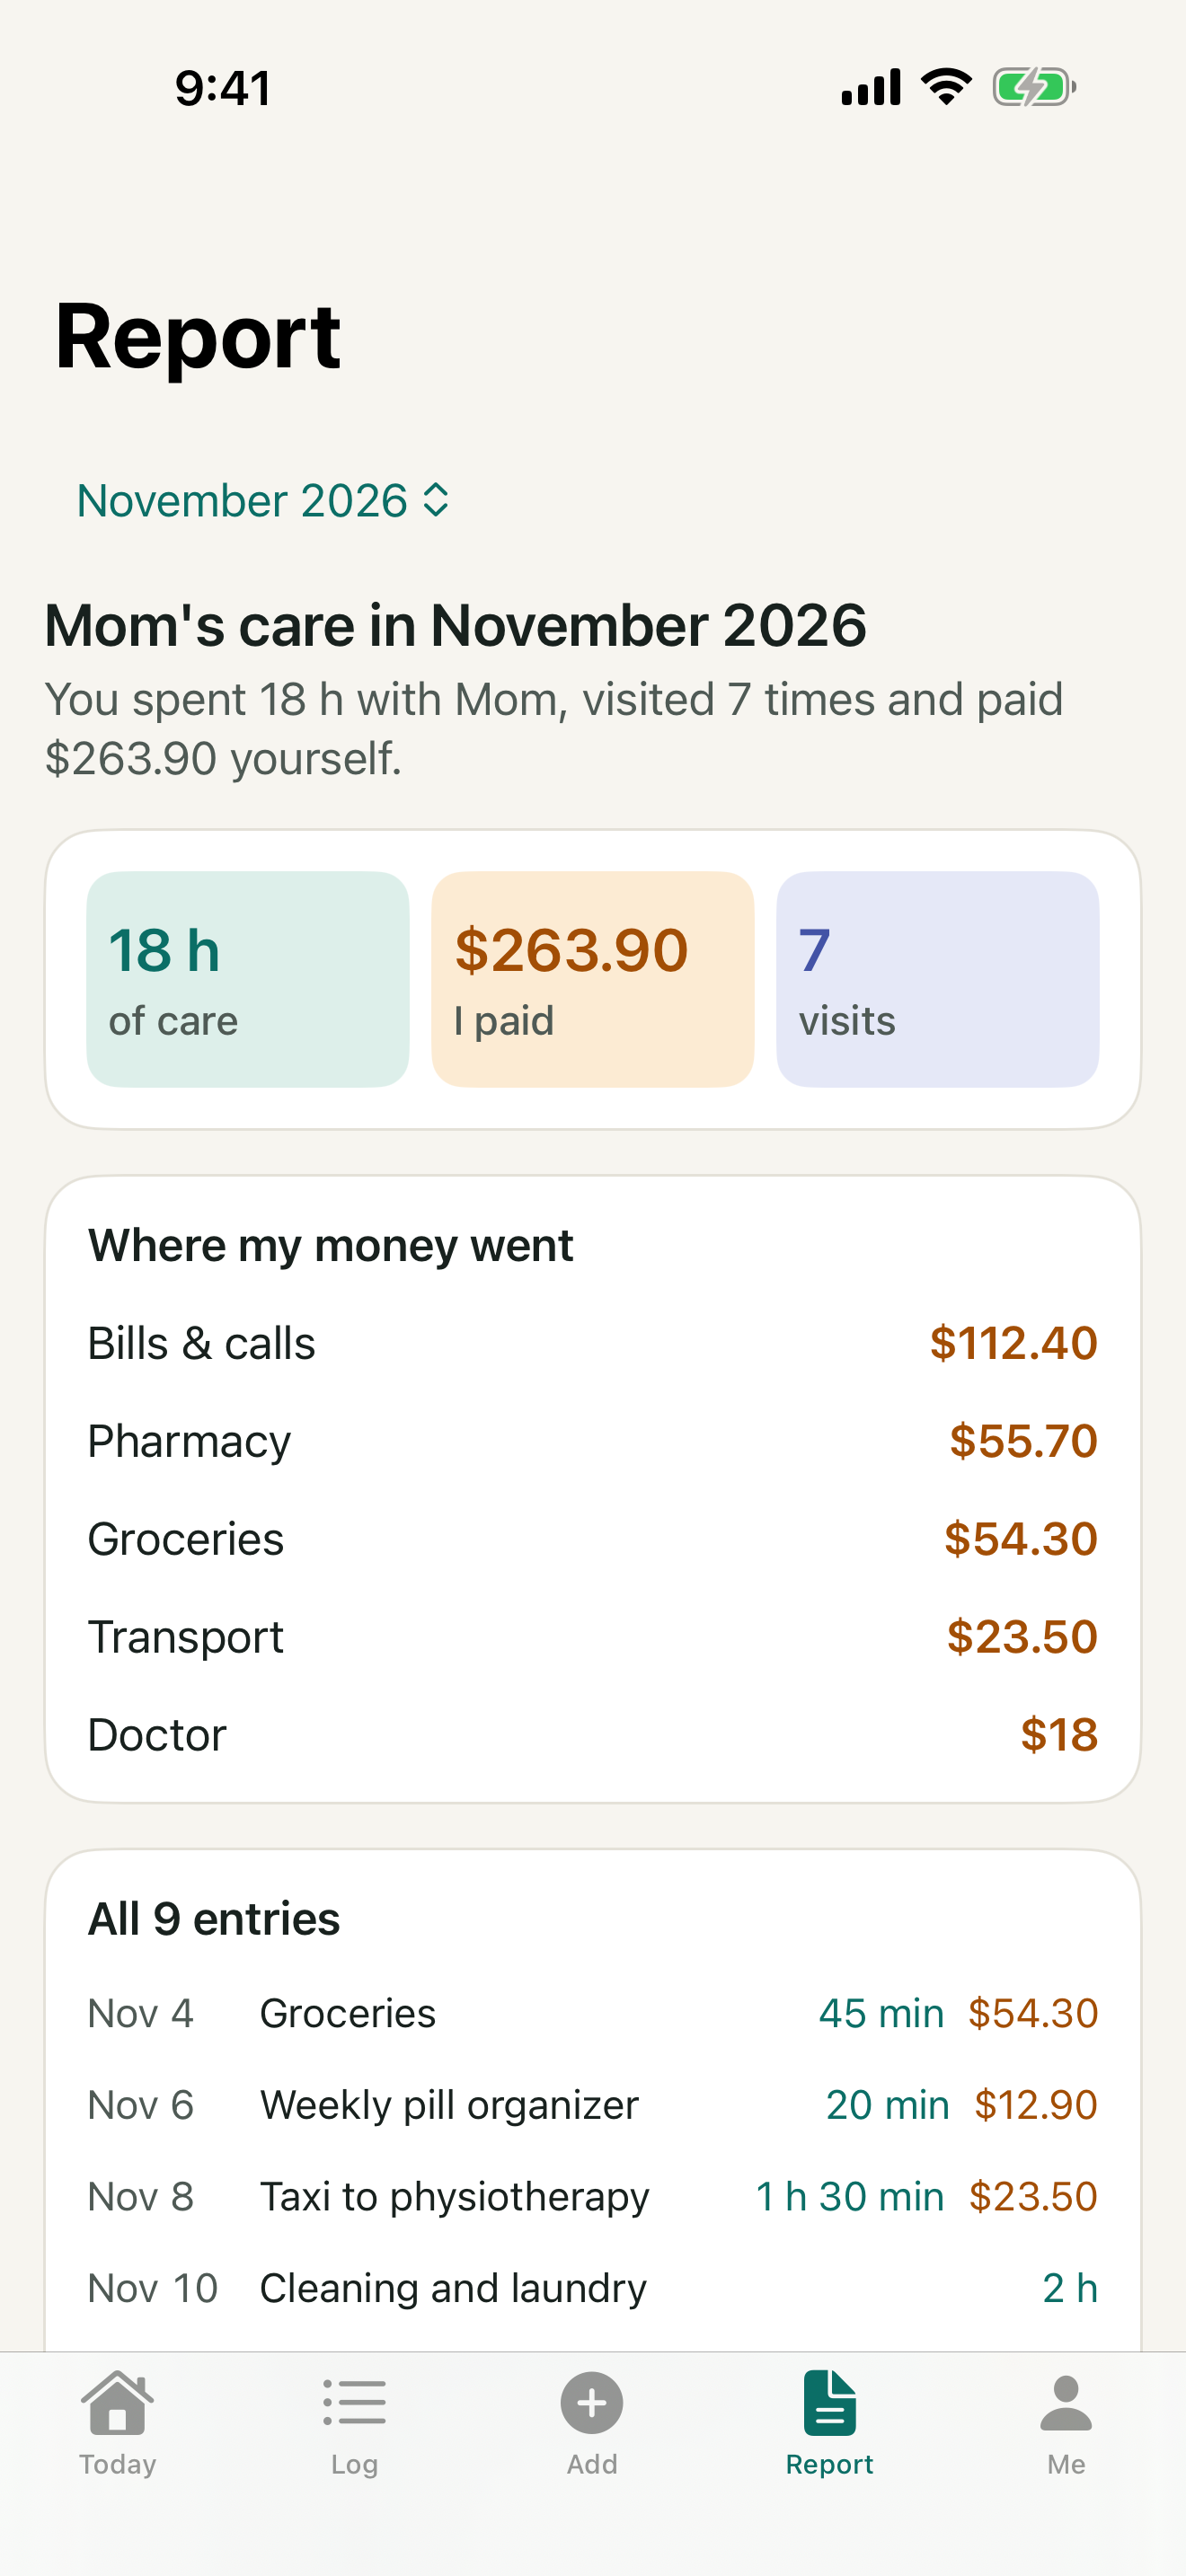 9:41
Report
November 2026
Mom's care in November 2026
You spent 18 h with Mom, visited 7 times and paid
$263.90 yourself.
18 h
of care
$263.90
I paid
7
visits
Where my money went
Bills & calls $112.40
Pharmacy $55.70
Groceries $54.30
Transport $23.50
Doctor $18
All 9 entries
Nov 4 Groceries 45 min $54.30
Nov 6 Weekly pill organizer 20 min $12.90
Nov 8 Taxi to physiotherapy 1 h 30 min $23.50
Nov 10 Cleaning and laundry 2 h
Today Log Add Report Me